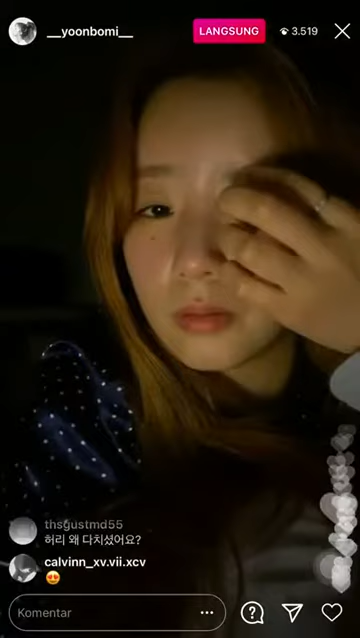 __yoonbomi__
LANGSUNG
3.519
thsgustmd55
허리 왜 다치셨어요?
calvinn_xv.vii.xcv
😍
Komentar